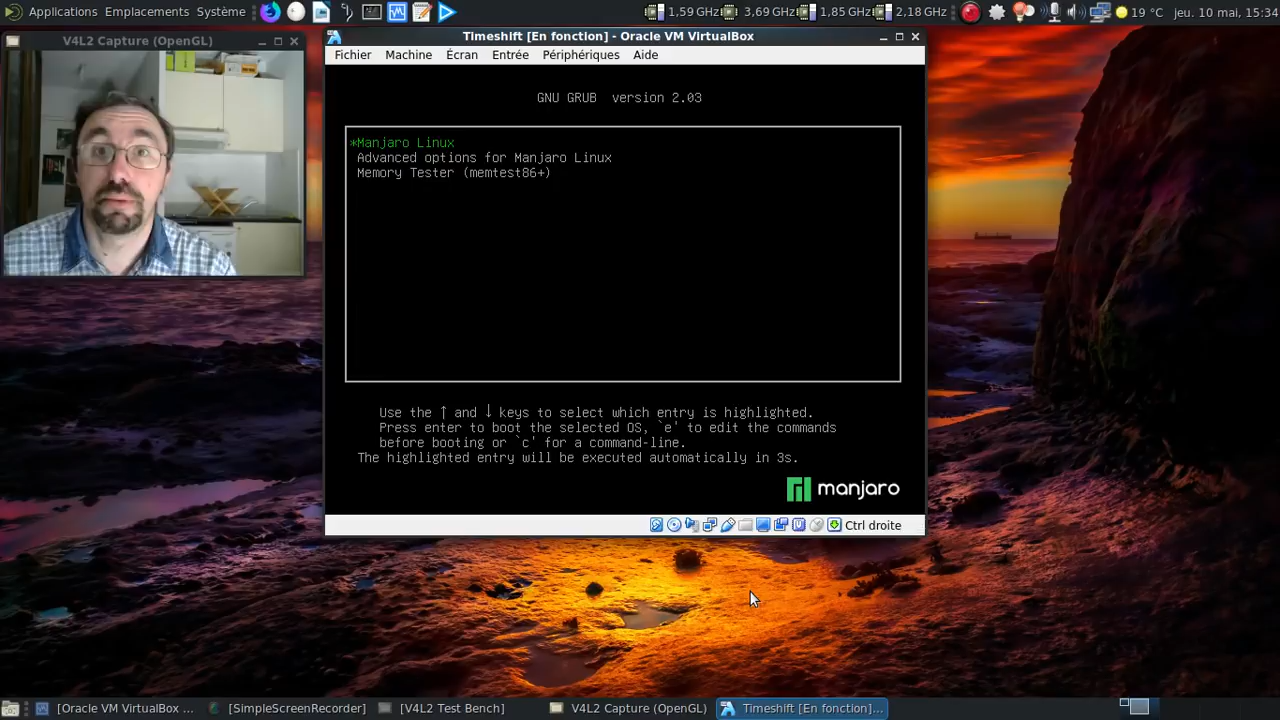 Applications Emplacements Système 1,59 GHz 3,69 GHz 1,85 GHz 2,18 GHz 19 °C jeu. 10 mai, 15:34
V4L2 Capture (OpenGL)
Timeshift [En fonction] - Oracle VM VirtualBox
Fichier Machine Écran Entrée Périphériques Aide
GNU GRUB version 2.03
*Manjaro Linux
Advanced options for Manjaro Linux
Memory Tester (memtest86+)
Use the ↑ and ↓ keys to select which entry is highlighted.
Press enter to boot the selected OS, `e' to edit the commands
before booting or `c' for a command-line.
The highlighted entry will be executed automatically in 3s.
manjaro
Ctrl droite
[Oracle VM VirtualBox ... [SimpleScreenRecorder] [V4L2 Test Bench] V4L2 Capture (OpenGL) Timeshift [En fonction]...